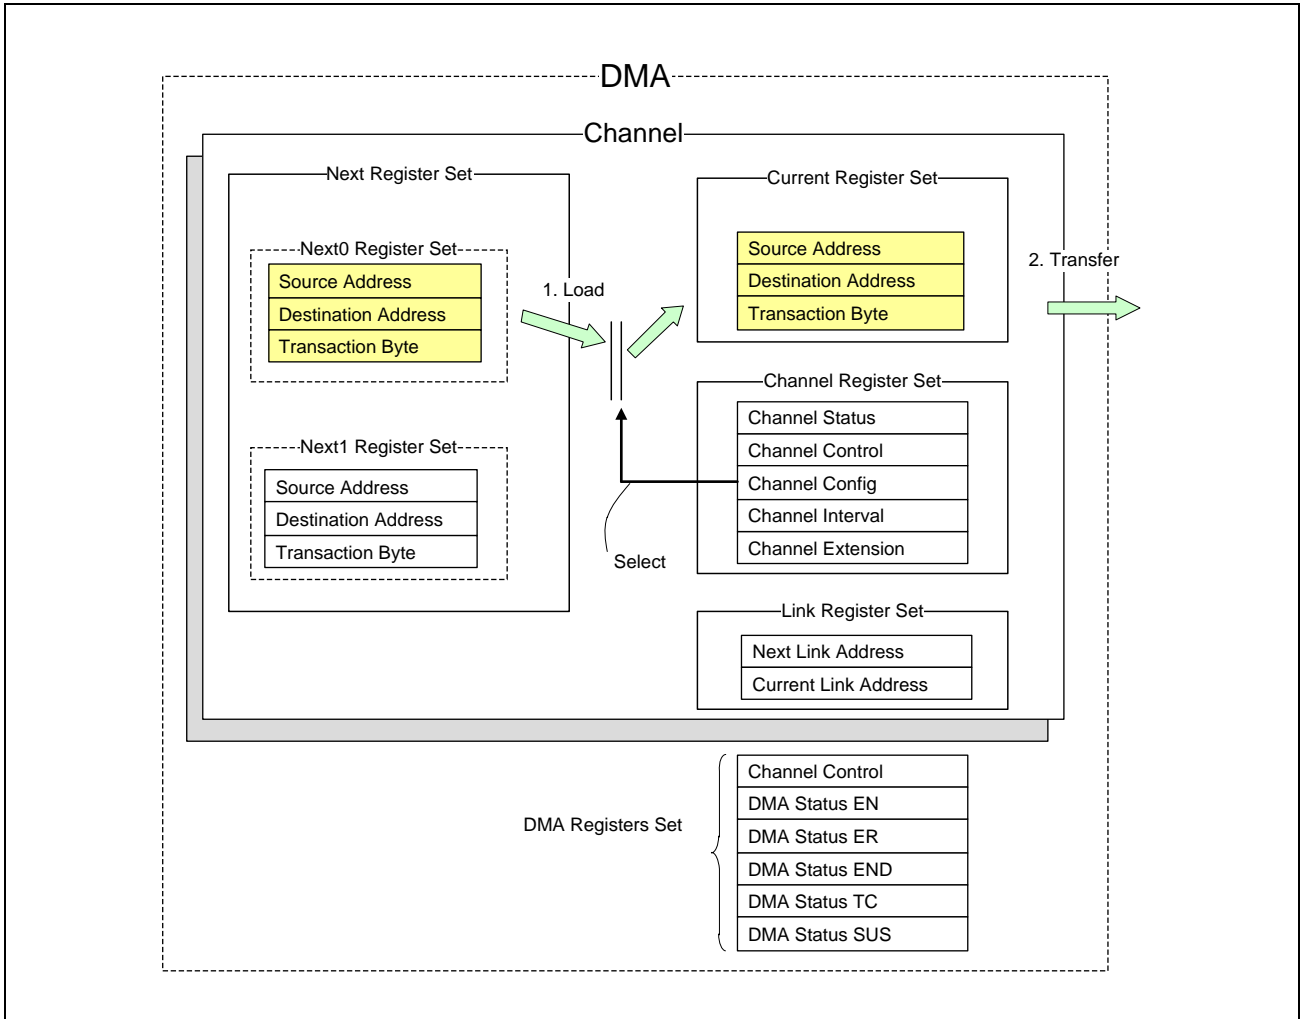 DMA
Channel
Next Register Set
Next0 Register Set
Source Address
Destination Address
Transaction Byte
1. Load
Next1 Register Set
Source Address
Destination Address
Transaction Byte
Select
Current Register Set
Source Address
Destination Address
Transaction Byte
2. Transfer
Channel Register Set
Channel Status
Channel Control
Channel Config
Channel Interval
Channel Extension
Link Register Set
Next Link Address
Current Link Address
DMA Registers Set
Channel Control
DMA Status EN
DMA Status ER
DMA Status END
DMA Status TC
DMA Status SUS